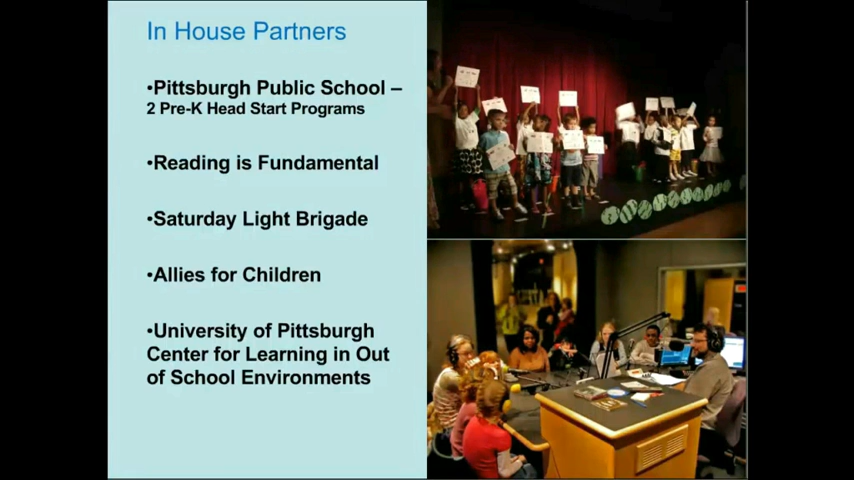 In House Partners
•Pittsburgh Public School –
2 Pre-K Head Start Programs
•Reading is Fundamental
•Saturday Light Brigade
•Allies for Children
•University of Pittsburgh
Center for Learning in Out
of School Environments